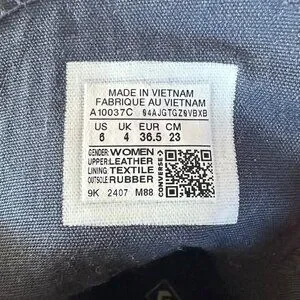 MADE IN VIETNAM
FABRIQUE AU VIETNAM
A10037C
US UK EUR CM
6 4 36.5 23
GENDER: WOMEN
UPPER: LEATHER
LINING: TEXTILE
OUTSOLE: RUBBER
CONVERSE
9K 2407 M88